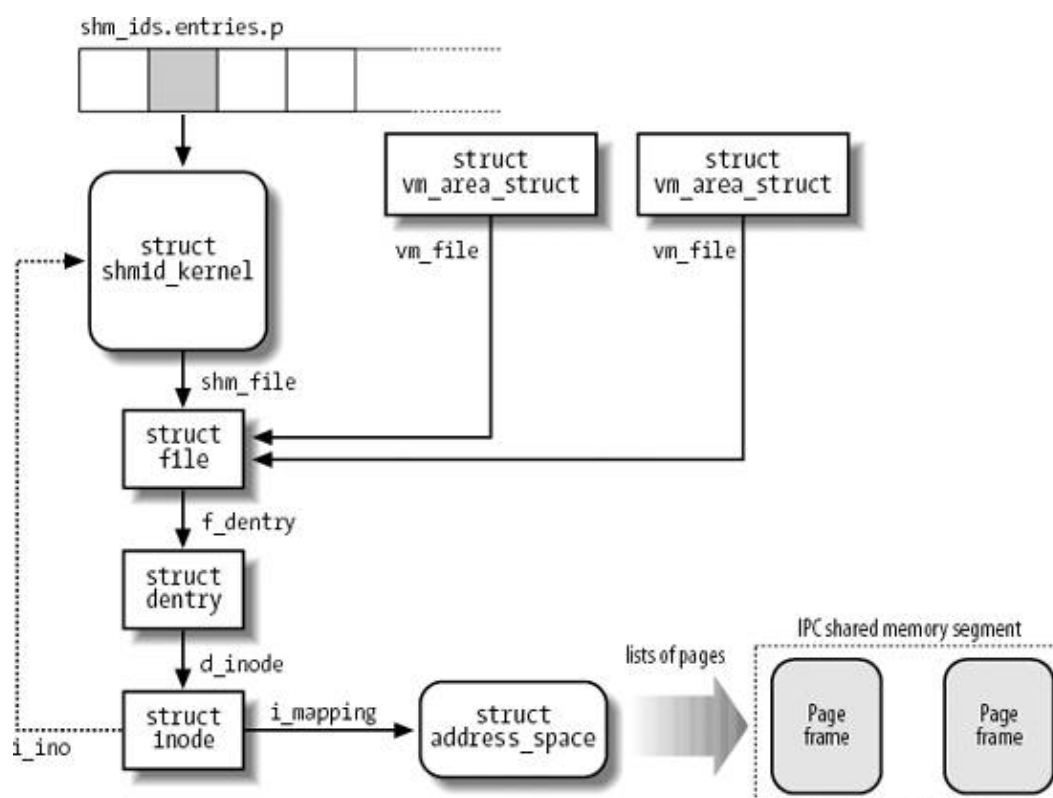 shm_ids.entries.p
struct
vm_area_struct
struct
vm_area_struct
struct
shmid_kernel
vm_file
vm_file
shm_file
struct
file
f_dentry
struct
dentry
d_inode
IPC shared memory segment
lists of pages
struct
inode
i_mapping
struct
address_space
Page
frame
Page
frame
i_ino